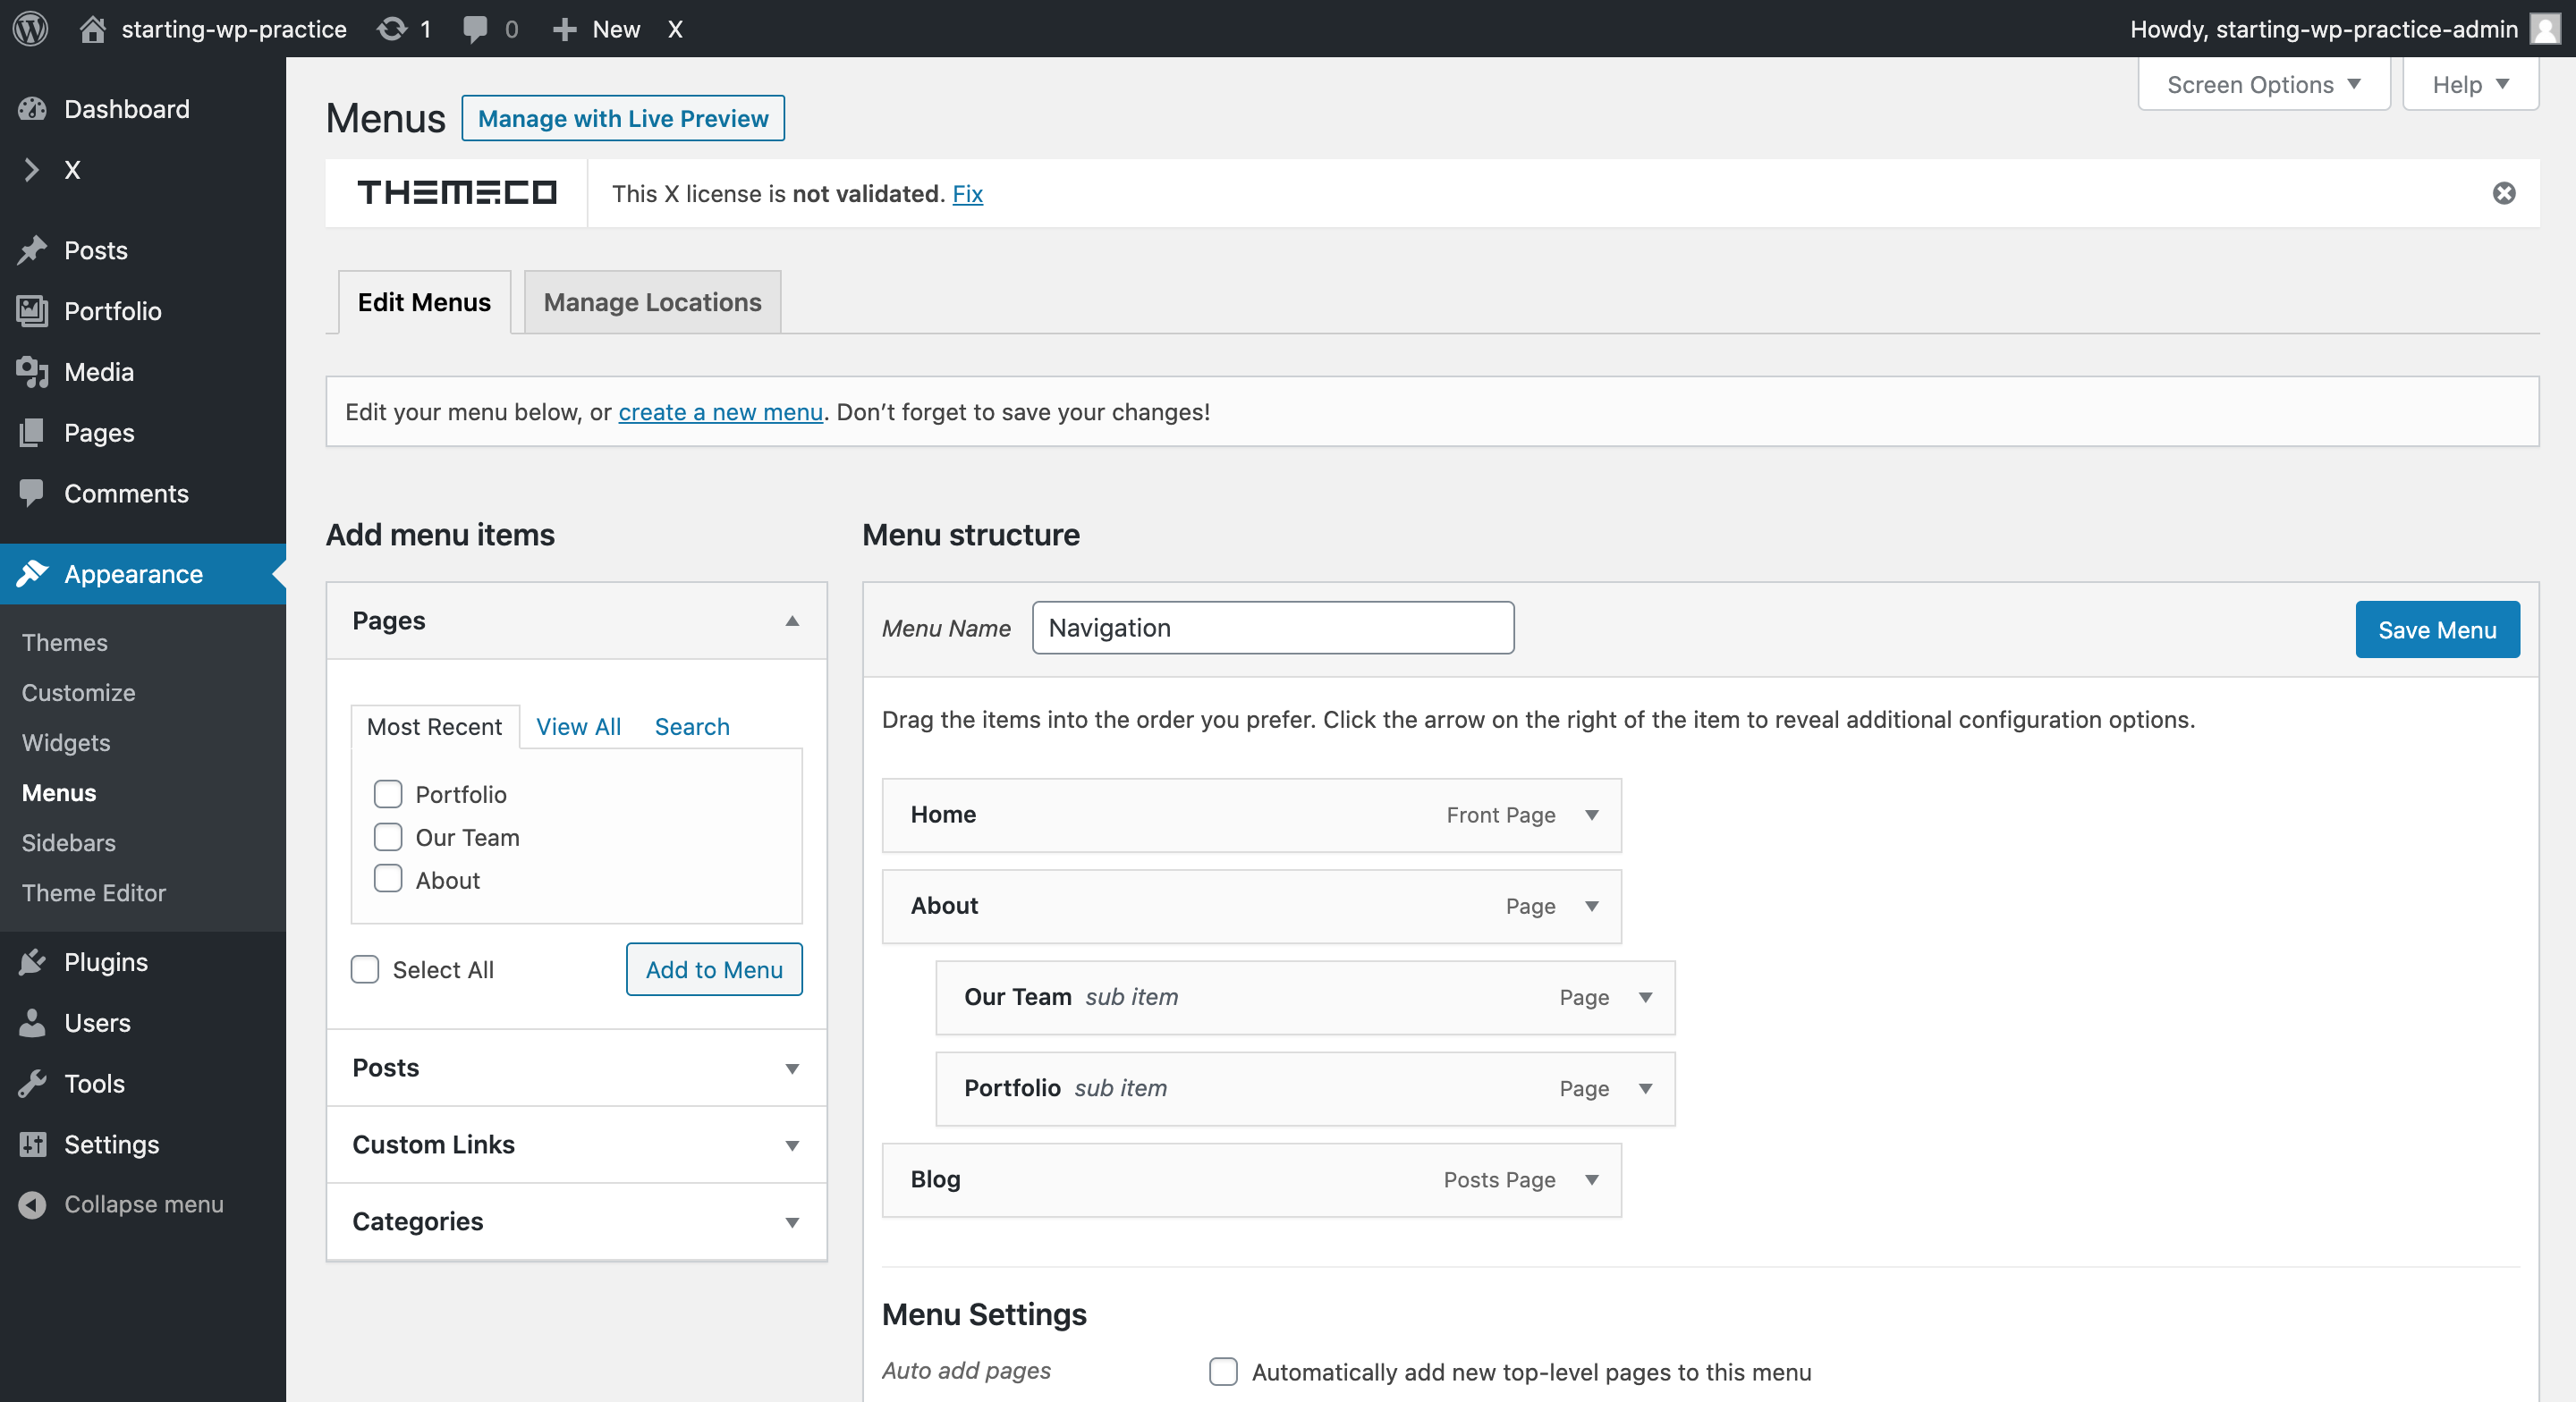 starting-wp-practice 1 0 New X Howdy, starting-wp-practice-admin
Screen Options Help
Dashboard
X
Posts
Portfolio
Media
Pages
Comments
Appearance
Themes
Customize
Widgets
Menus
Sidebars
Theme Editor
Plugins
Users
Tools
Settings
Collapse menu
Menus Manage with Live Preview
THEMECO This X license is not validated. Fix
Edit Menus Manage Locations
Edit your menu below, or create a new menu. Don’t forget to save your changes!
Add menu items
Pages
Most Recent View All Search
Portfolio
Our Team
About
Select All Add to Menu
Posts
Custom Links
Categories
Menu structure
Menu Name Navigation Save Menu
Drag the items into the order you prefer. Click the arrow on the right of the item to reveal additional configuration options.
Home Front Page
About Page
Our Team sub item Page
Portfolio sub item Page
Blog Posts Page
Menu Settings
Auto add pages Automatically add new top-level pages to this menu